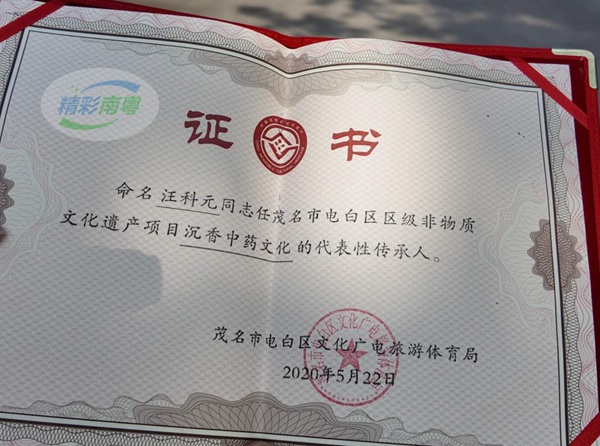 精彩南粤
证 书
命名 汪科元 同志任茂名市电白区区级非物质
文化遗产项目 沉香中药文化 的代表性传承人。
茂名市电白区文化广电旅游体育局
2020年5月22日